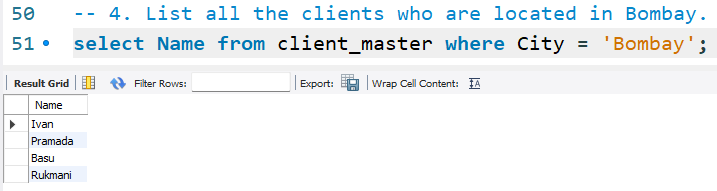 50 -- 4. List all the clients who are located in Bombay.
51 select Name from client_master where City = 'Bombay';
Result Grid Filter Rows: Export: Wrap Cell Content: IA
Name
Ivan
Pramada
Basu
Rukmani